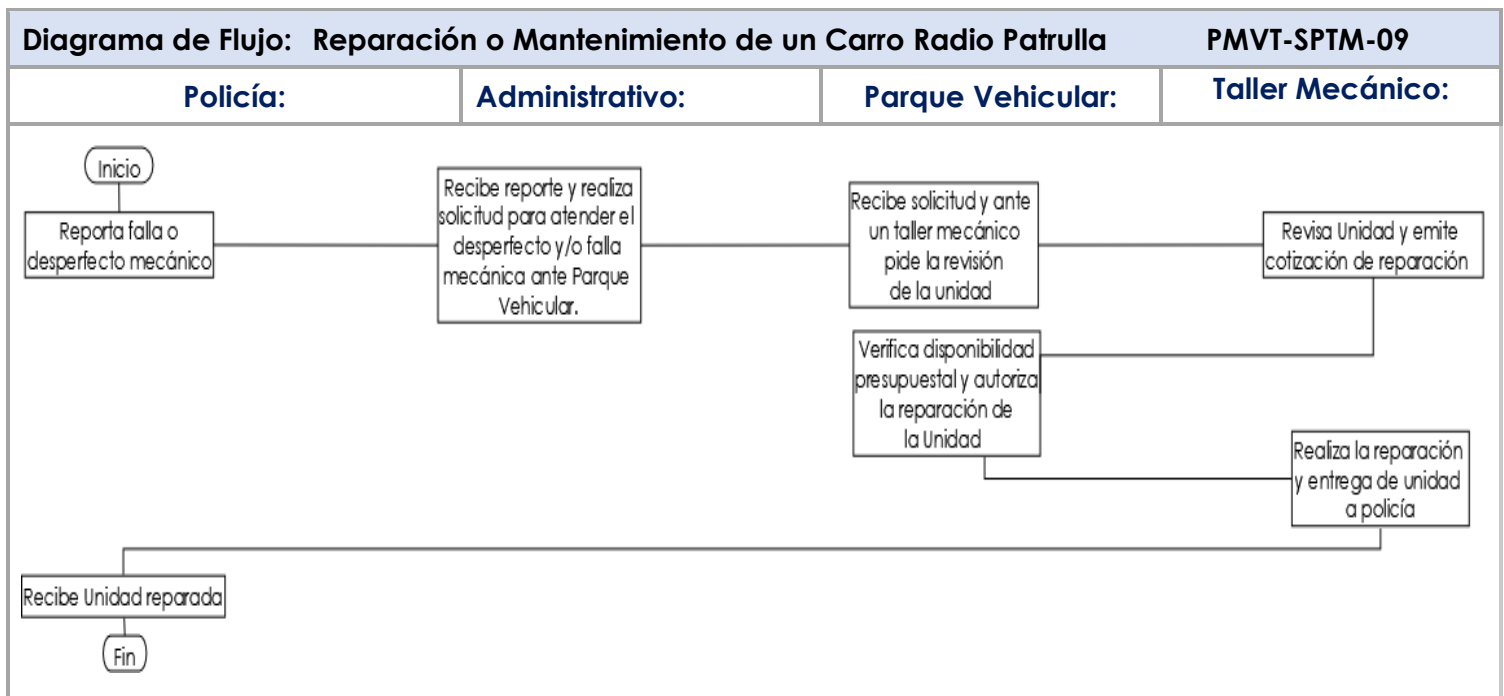 Diagrama de Flujo: Reparación o Mantenimiento de un Carro Radio Patrulla PMVT-SPTM-09
Policía:
Administrativo:
Parque Vehicular:
Taller Mecánico:
Inicio
Reporta falla o
desperfecto mecánico
Recibe reporte y realiza
solicitud para atender el
desperfecto y/o falla
mecánica ante Parque
Vehicular.
Recibe solicitud y ante
un taller mecánico
pide la revisión
de la unidad
Revisa Unidad y emite
cotización de reparación
Verifica disponibilidad
presupuestal y autoriza
la reparación de
la Unidad
Realiza la reparación
y entrega de unidad
a policía
Recibe Unidad reparada
Fin